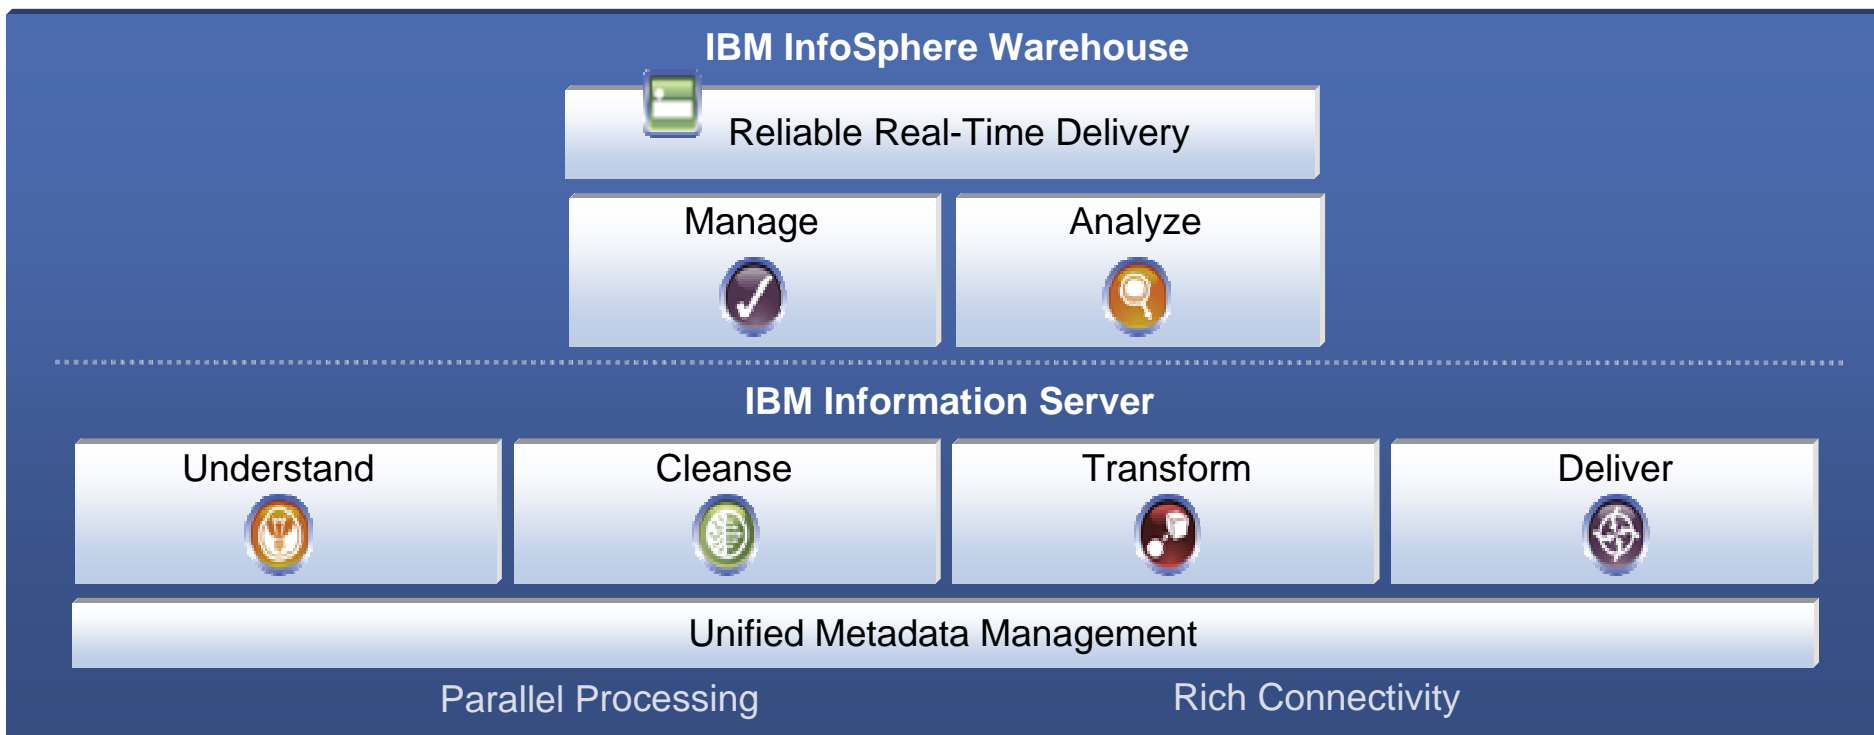 IBM InfoSphere Warehouse
Reliable Real-Time Delivery
Manage Analyze
IBM Information Server
Understand Cleanse Transform Deliver
Unified Metadata Management
Parallel Processing Rich Connectivity